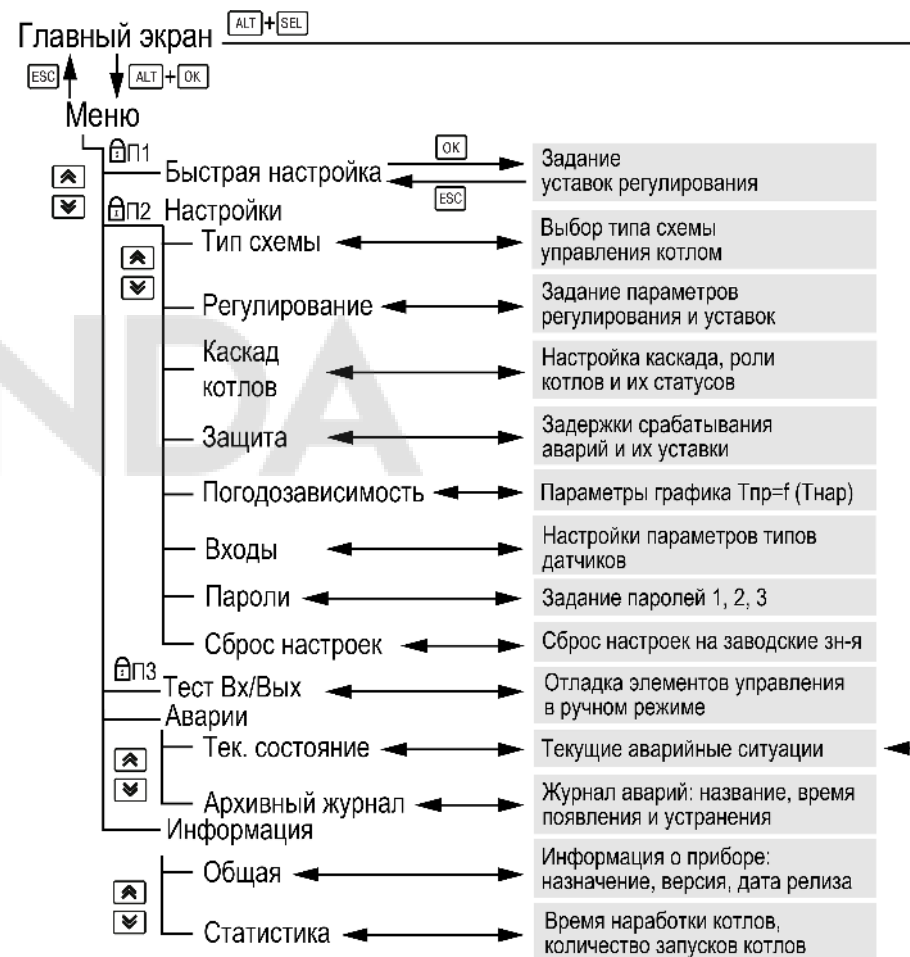 Главный экран ALT+SEL
ESC ALT+OK
Меню
П1
Быстрая настройка OK Задание
ESC уставок регулирования
П2 Настройки
Тип схемы Выбор типа схемы
управления котлом
Регулирование Задание параметров
регулирования и уставок
Каскад Настройка каскада, роли
котлов котлов и их статусов
Защита Задержки срабатывания
аварий и их уставки
Погодозависимость Параметры графика Тпр=f (Тнар)
Входы Настройки параметров типов
датчиков
Пароли Задание паролей 1, 2, 3
Сброс настроек Сброс настроек на заводские зн-я
П3
Тест Вх/Вых Отладка элементов управления
в ручном режиме
Аварии
Тек. состояние Текущие аварийные ситуации
Архивный журнал Журнал аварий: название, время
появления и устранения
Информация
Общая Информация о приборе:
назначение, версия, дата релиза
Статистика Время наработки котлов,
количество запусков котлов
NDA